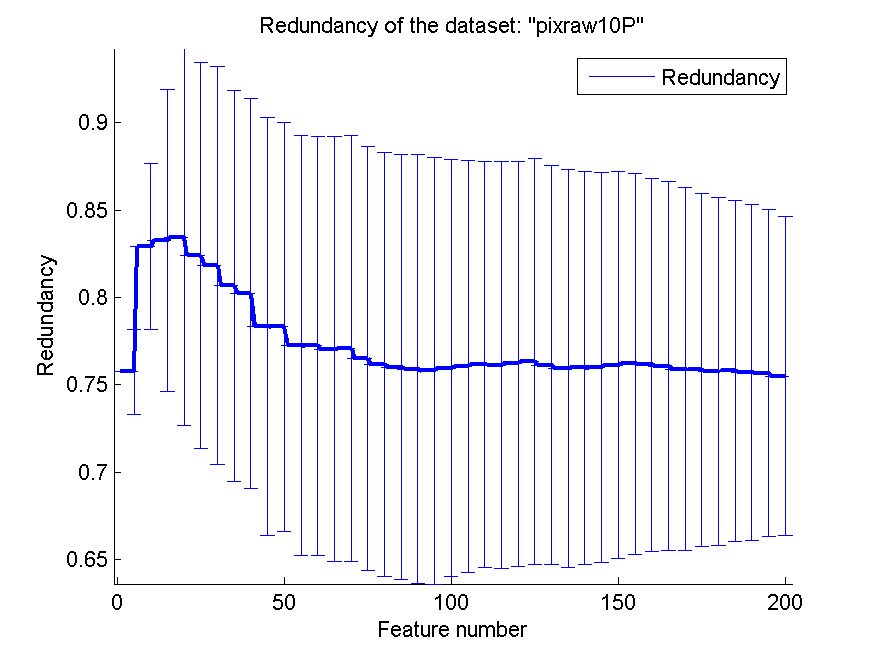 Redundancy of the dataset: "pixraw10P"
Redundancy
0.9
0.85
0.8
0.75
0.7
0.65
Redundancy
0
50
100
150
200
Feature number